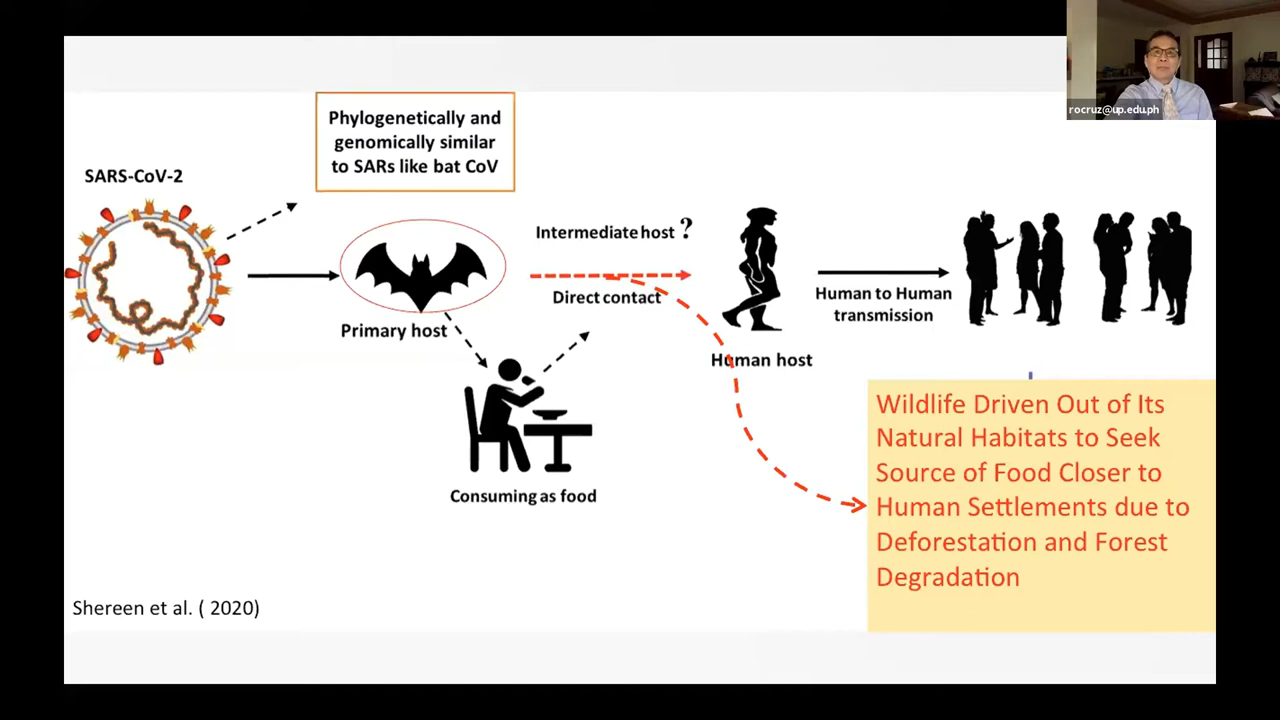 rocruz@up.edu.ph
Phylogenetically and
genomically similar
to SARs like bat CoV
SARS-CoV-2
Intermediate host ?
Direct contact
Primary host
Human to Human
transmission
Human host
Consuming as food
Wildlife Driven Out of Its
Natural Habitats to Seek
Source of Food Closer to
Human Settlements due to
Deforestation and Forest
Degradation
Shereen et al. ( 2020)